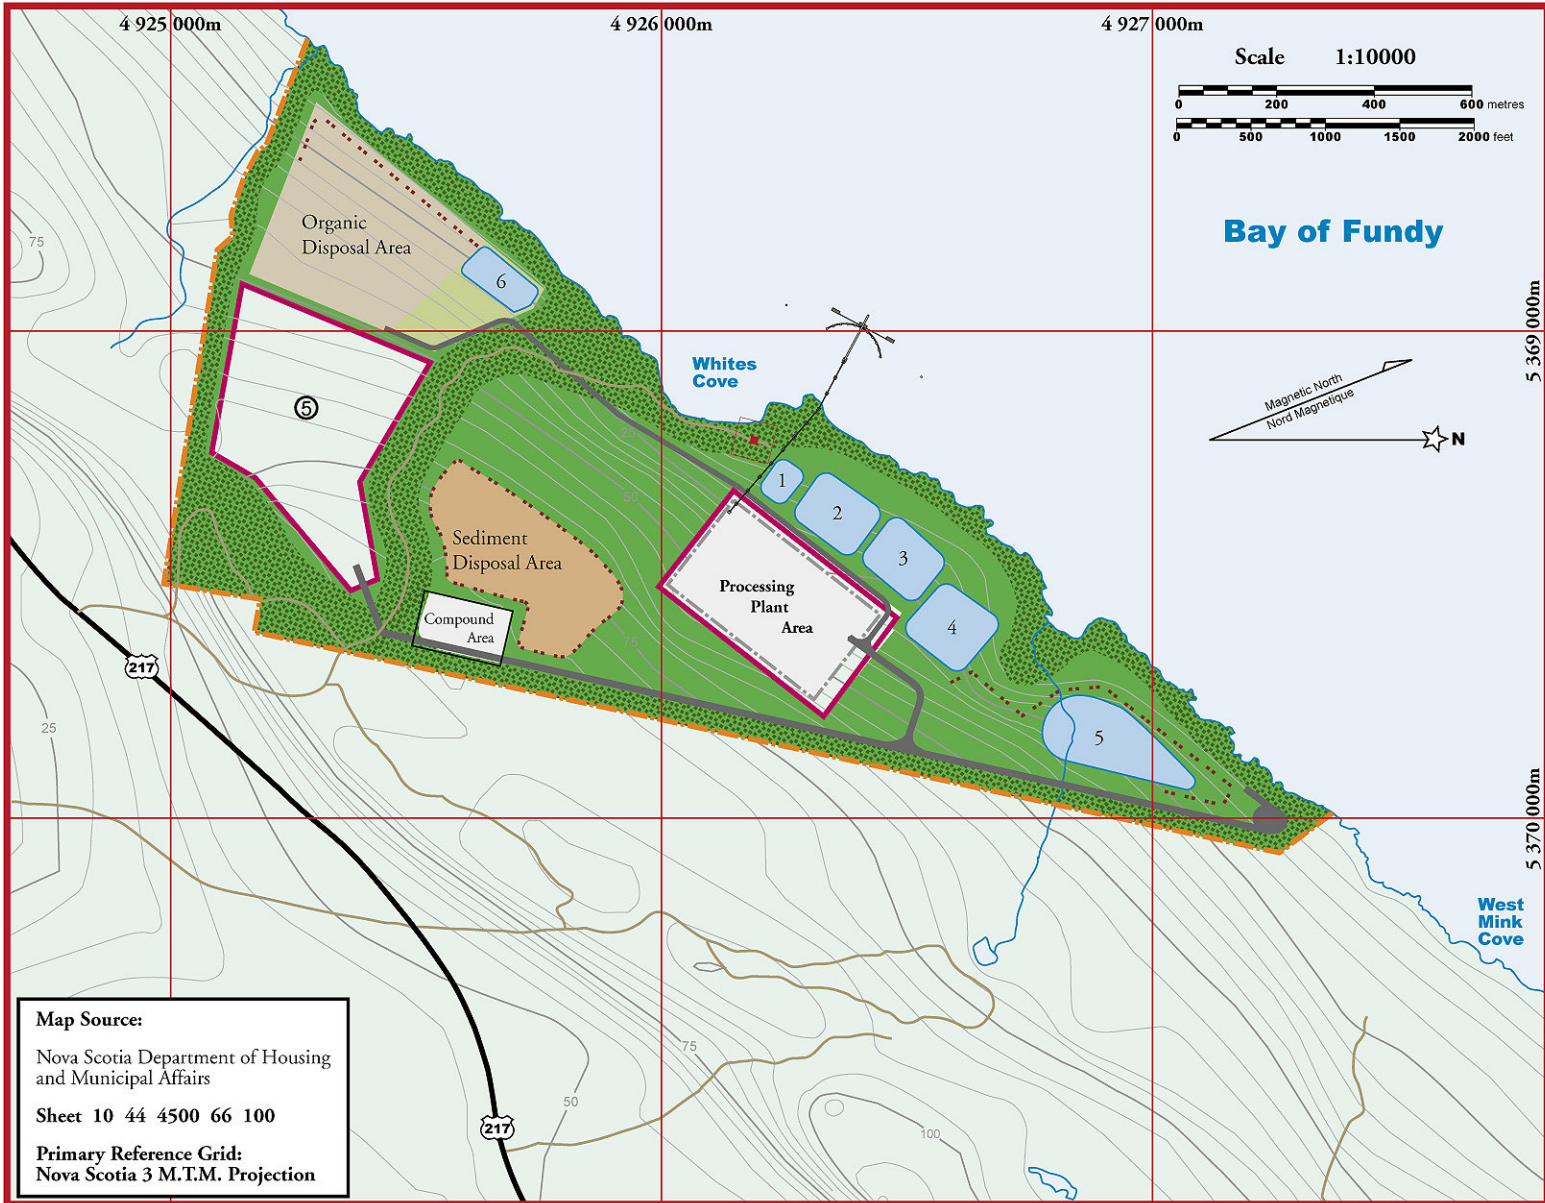 4 925 000m
4 926 000m
4 927 000m
Scale 1:10000
0 200 400 600 metres
0 500 1000 1500 2000 feet
Bay of Fundy
75
Organic
Disposal Area
6
5 369 000m
Whites
Cove
Magnetic North
Nord Magnetique
N
5
25
50
1
2
3
4
Sediment
Disposal Area
Processing
Plant
Area
Compound
Area
75
217
25
5
5 370 000m
West
Mink
Cove
Map Source:
Nova Scotia Department of Housing
and Municipal Affairs
Sheet 10 44 4500 66 100
Primary Reference Grid:
Nova Scotia 3 M.T.M. Projection
75
50
100
217